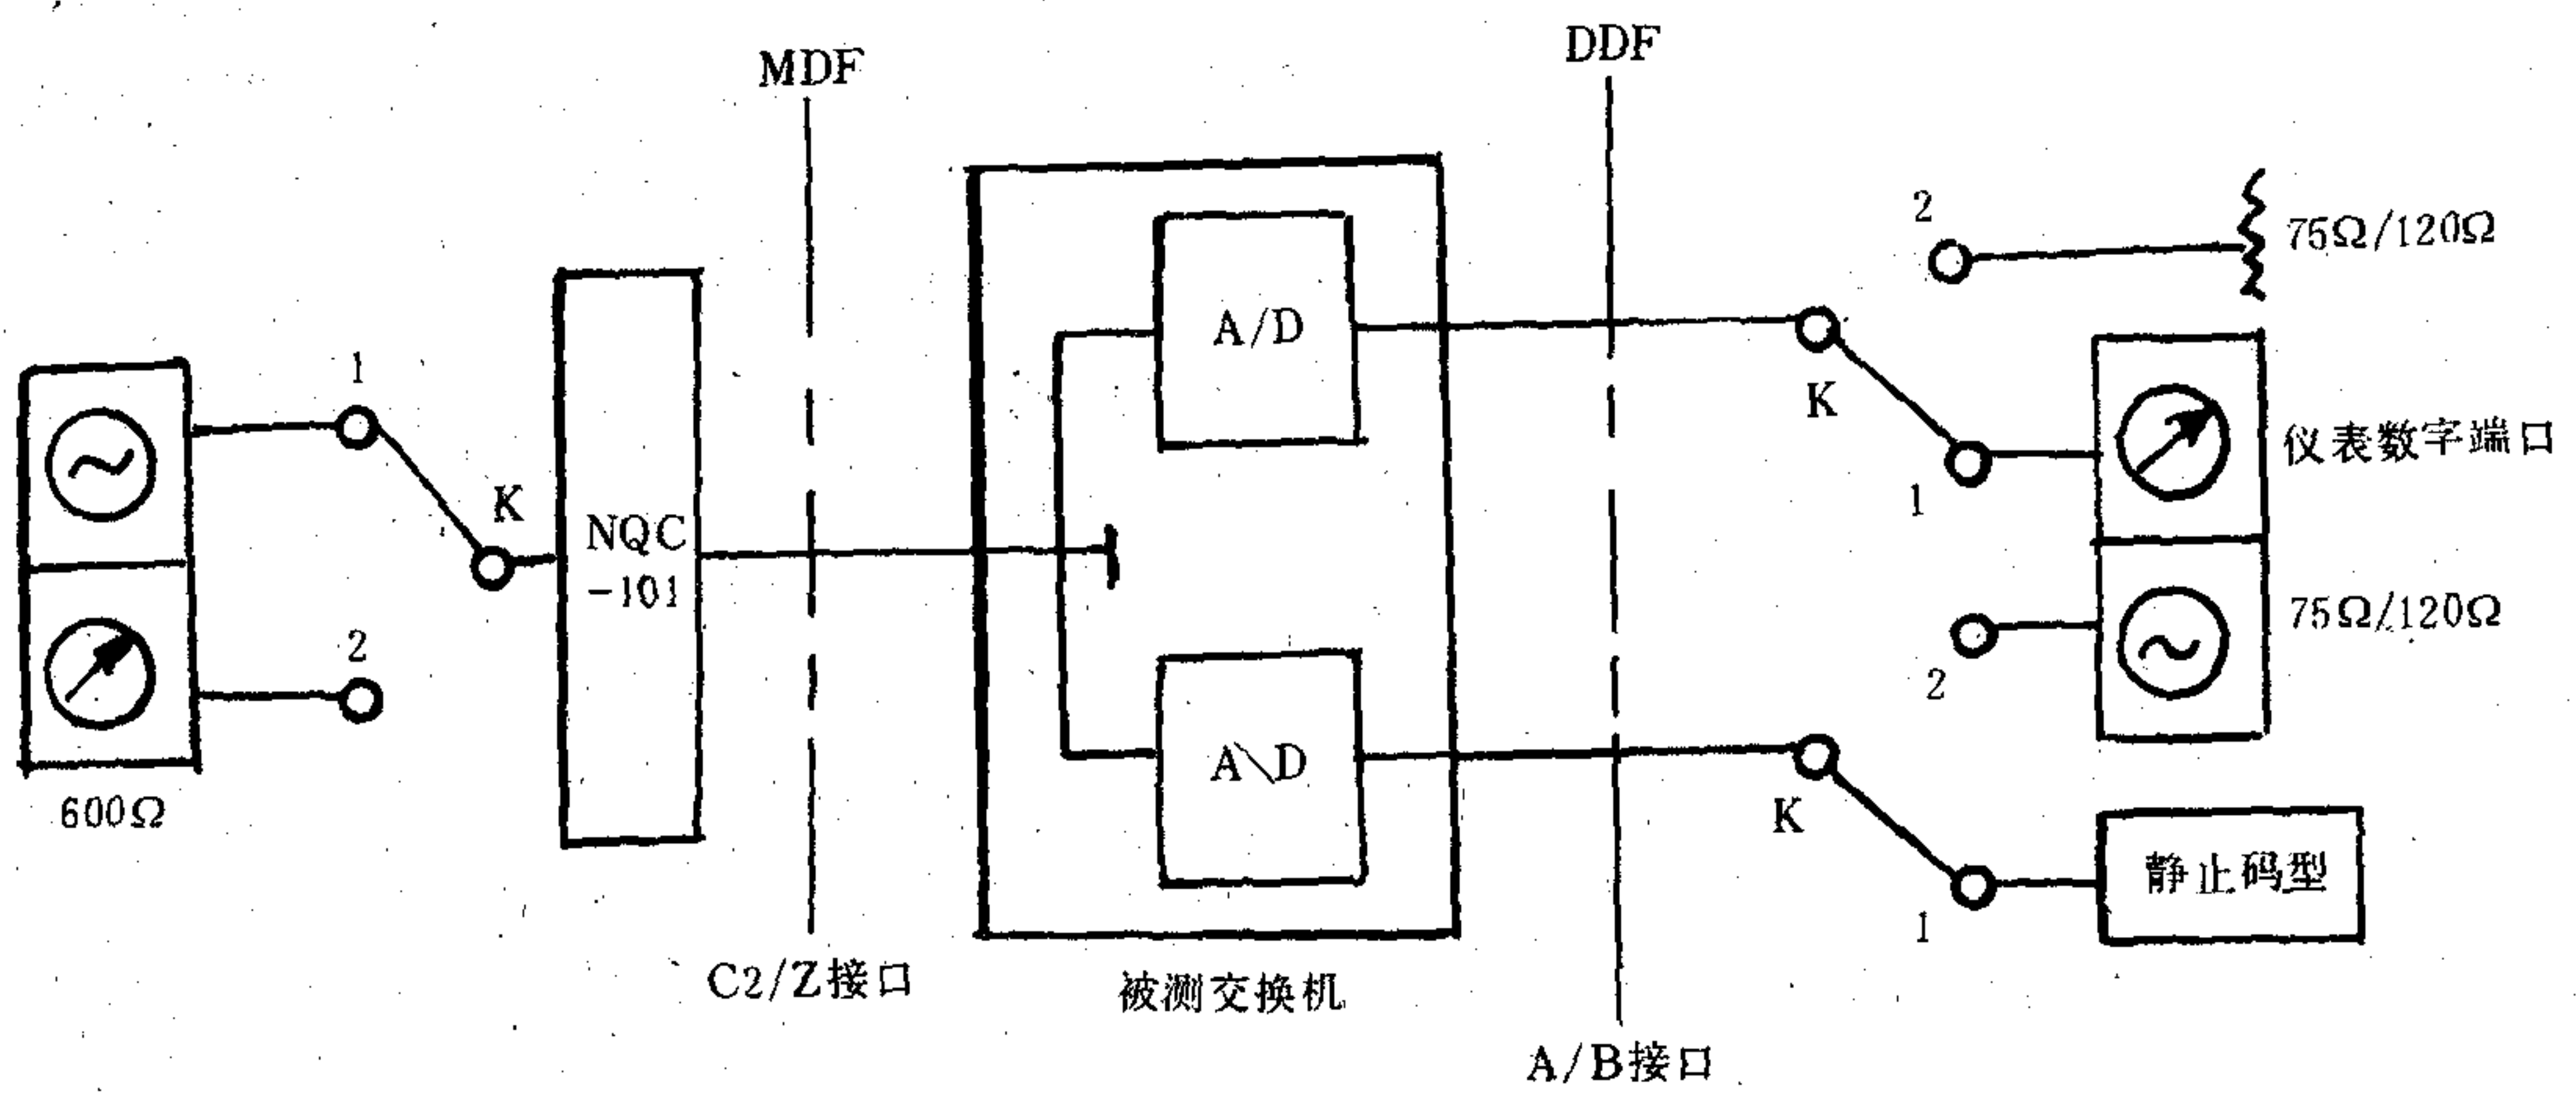 MDF
DDF
2
75Ω/120Ω
A/D
1
K
1
仪表数字端口
K
NQC
-101
2
2
75Ω/120Ω
600Ω
A\D
K
1
静止码型
C2/Z接口
被测交换机
A/B接口